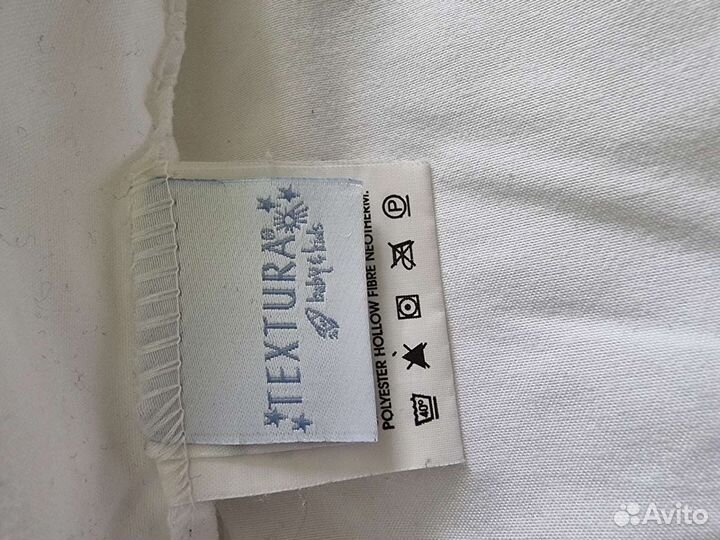 TEXTURA®
baby & kids
POLYESTER HOLLOW FIBRE NEOTHERM.
40°
P
Avito